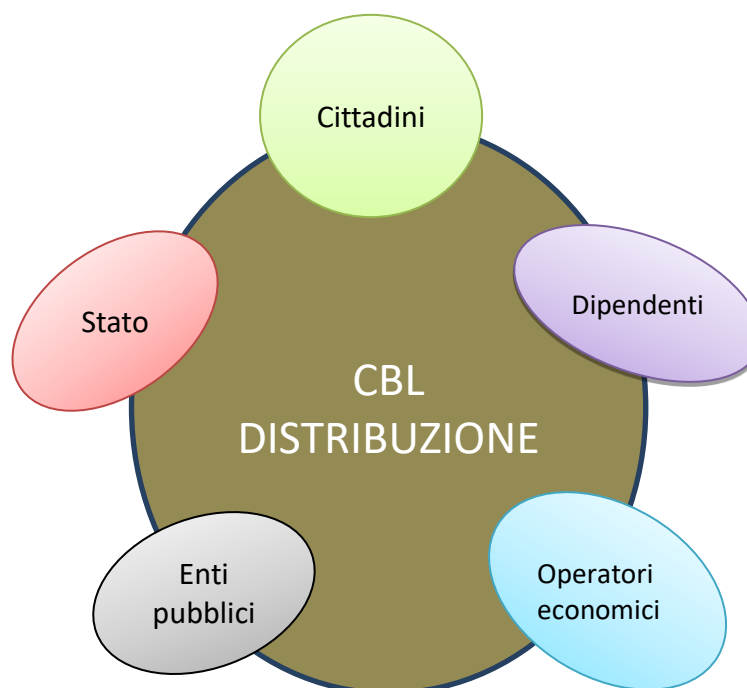 Cittadini
Stato
Dipendenti
CBL
DISTRIBUZIONE
Enti
pubblici
Operatori
economici